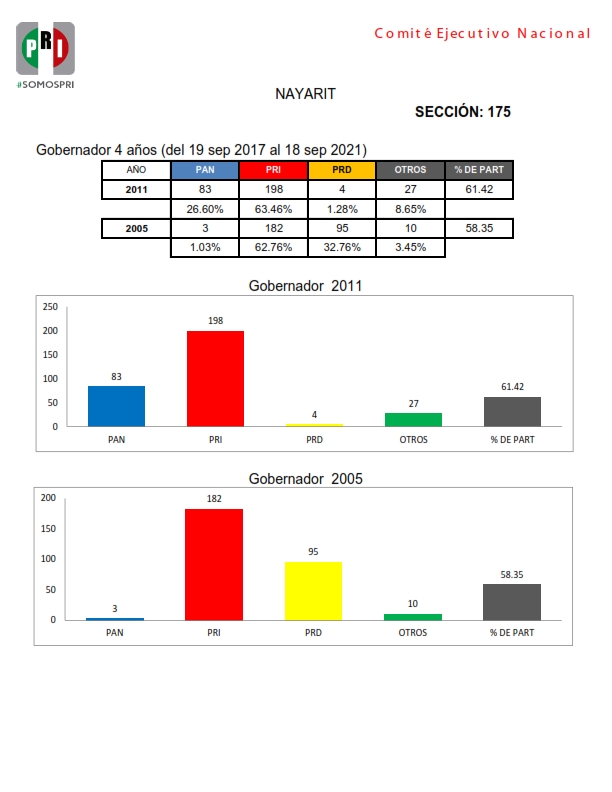 Comité Ejecutivo Nacional
PRI
#SOMOSPRI
NAYARIT
SECCIÓN: 175
Gobernador 4 años (del 19 sep 2017 al 18 sep 2021)
AÑO PAN PRI PRD OTROS % DE PART
2011 83 198 4 27 61.42
26.60% 63.46% 1.28% 8.65%
2005 3 182 95 10 58.35
1.03% 62.76% 32.76% 3.45%
Gobernador 2011
250
200
150
100
50
0
83 198 4 27 61.42
PAN PRI PRD OTROS % DE PART
Gobernador 2005
200
150
100
50
0
3 182 95 10 58.35
PAN PRI PRD OTROS % DE PART